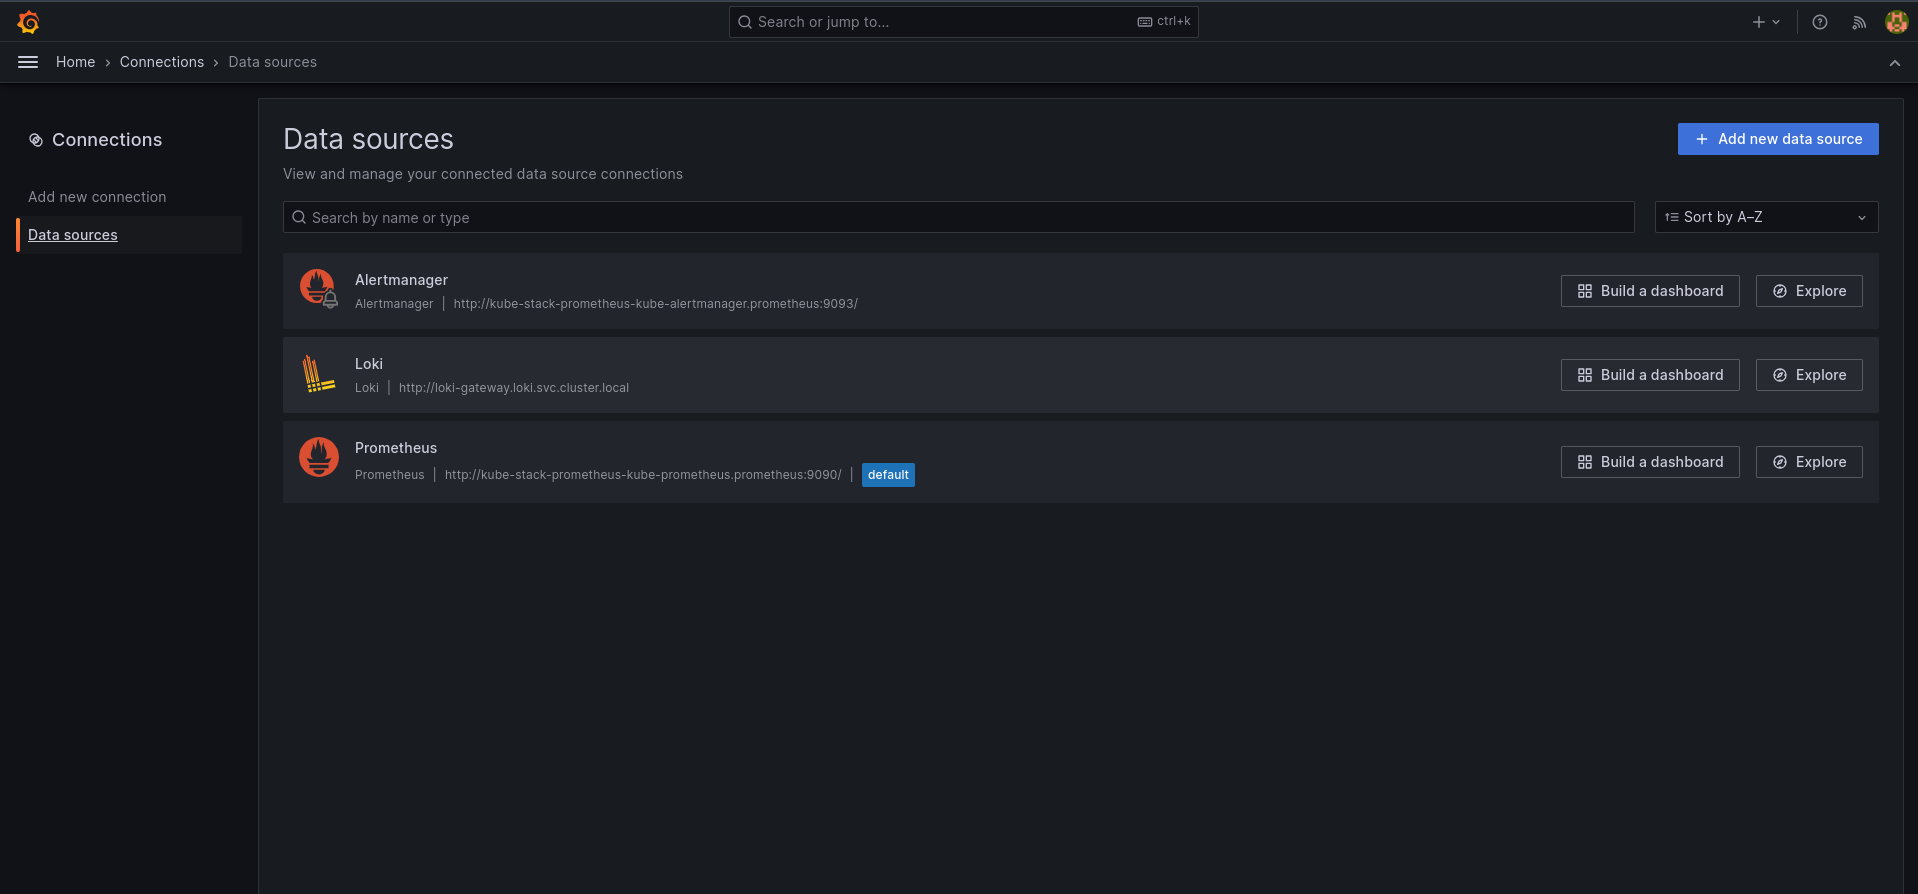 Search or jump to... ctrl+k
Home › Connections › Data sources
Connections
Add new connection
Data sources
Data sources
Add new data source
View and manage your connected data source connections
Search by name or type
Sort by A–Z
Alertmanager
Alertmanager | http://kube-stack-prometheus-kube-alertmanager.prometheus:9093/
Build a dashboard
Explore
Loki
Loki | http://loki-gateway.loki.svc.cluster.local
Build a dashboard
Explore
Prometheus
Prometheus | http://kube-stack-prometheus-kube-prometheus.prometheus:9090/ | default
Build a dashboard
Explore